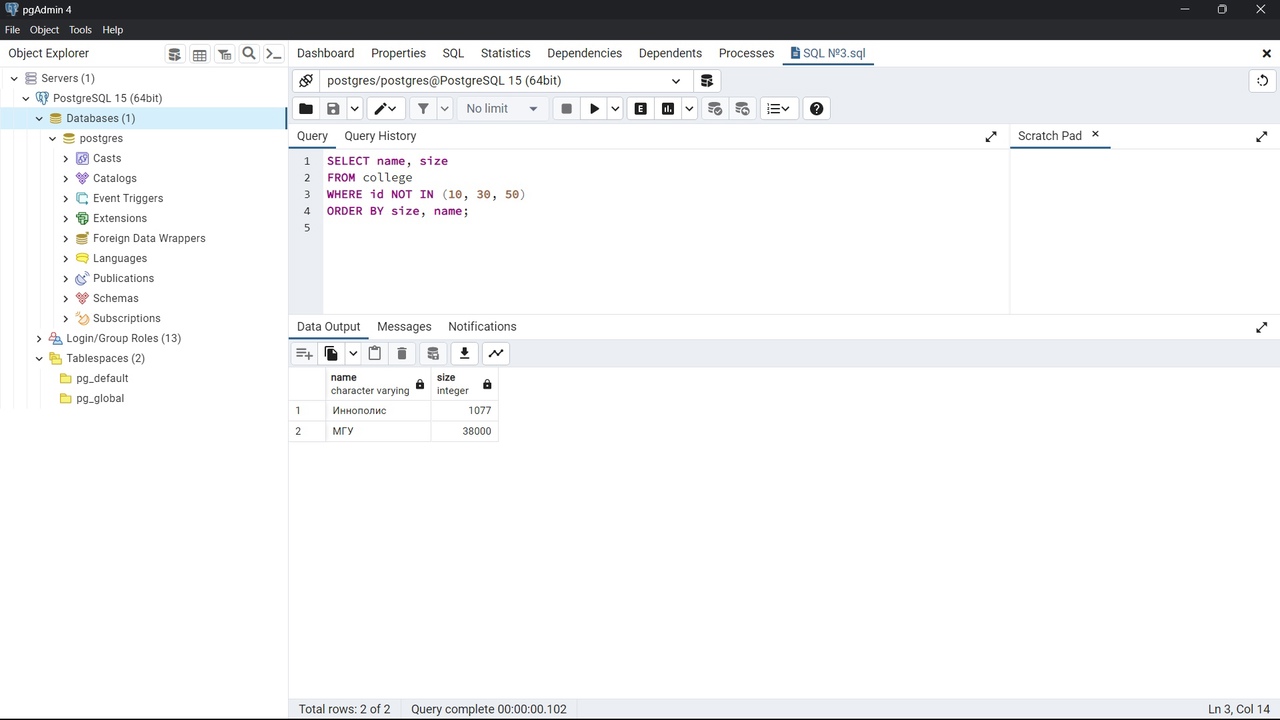 pgAdmin 4
File Object Tools Help
Object Explorer
Dashboard Properties SQL Statistics Dependencies Dependents Processes SQL №3.sql
Servers (1)
PostgreSQL 15 (64bit)
Databases (1)
postgres
Casts
Catalogs
Event Triggers
Extensions
Foreign Data Wrappers
Languages
Publications
Schemas
Subscriptions
Login/Group Roles (13)
Tablespaces (2)
pg_default
pg_global
postgres/postgres@PostgreSQL 15 (64bit)
No limit
Query Query History
Scratch Pad
1 SELECT name, size
2 FROM college
3 WHERE id NOT IN (10, 30, 50)
4 ORDER BY size, name;
5
Data Output Messages Notifications
name size
character varying integer
1 Иннополис 1077
2 МГУ 38000
Total rows: 2 of 2 Query complete 00:00:00.102 Ln 3, Col 14